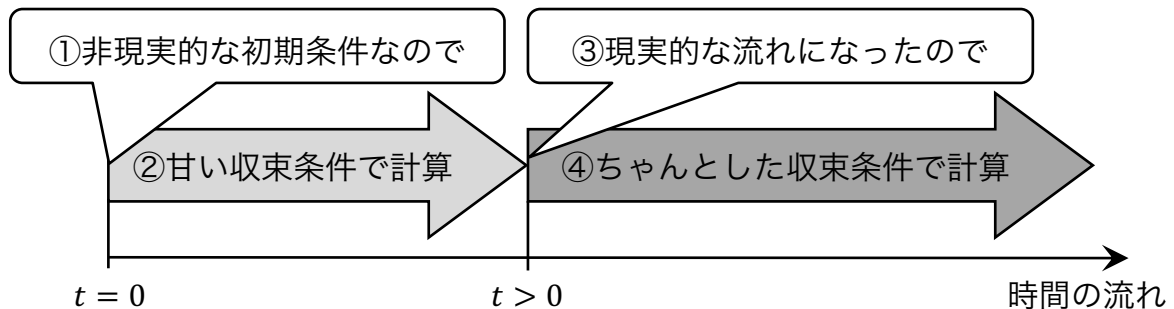 ①非現実的な初期条件なので
③現実的な流れになったので
②甘い収束条件で計算
④ちゃんとした収束条件で計算
t = 0
t > 0
時間の流れ